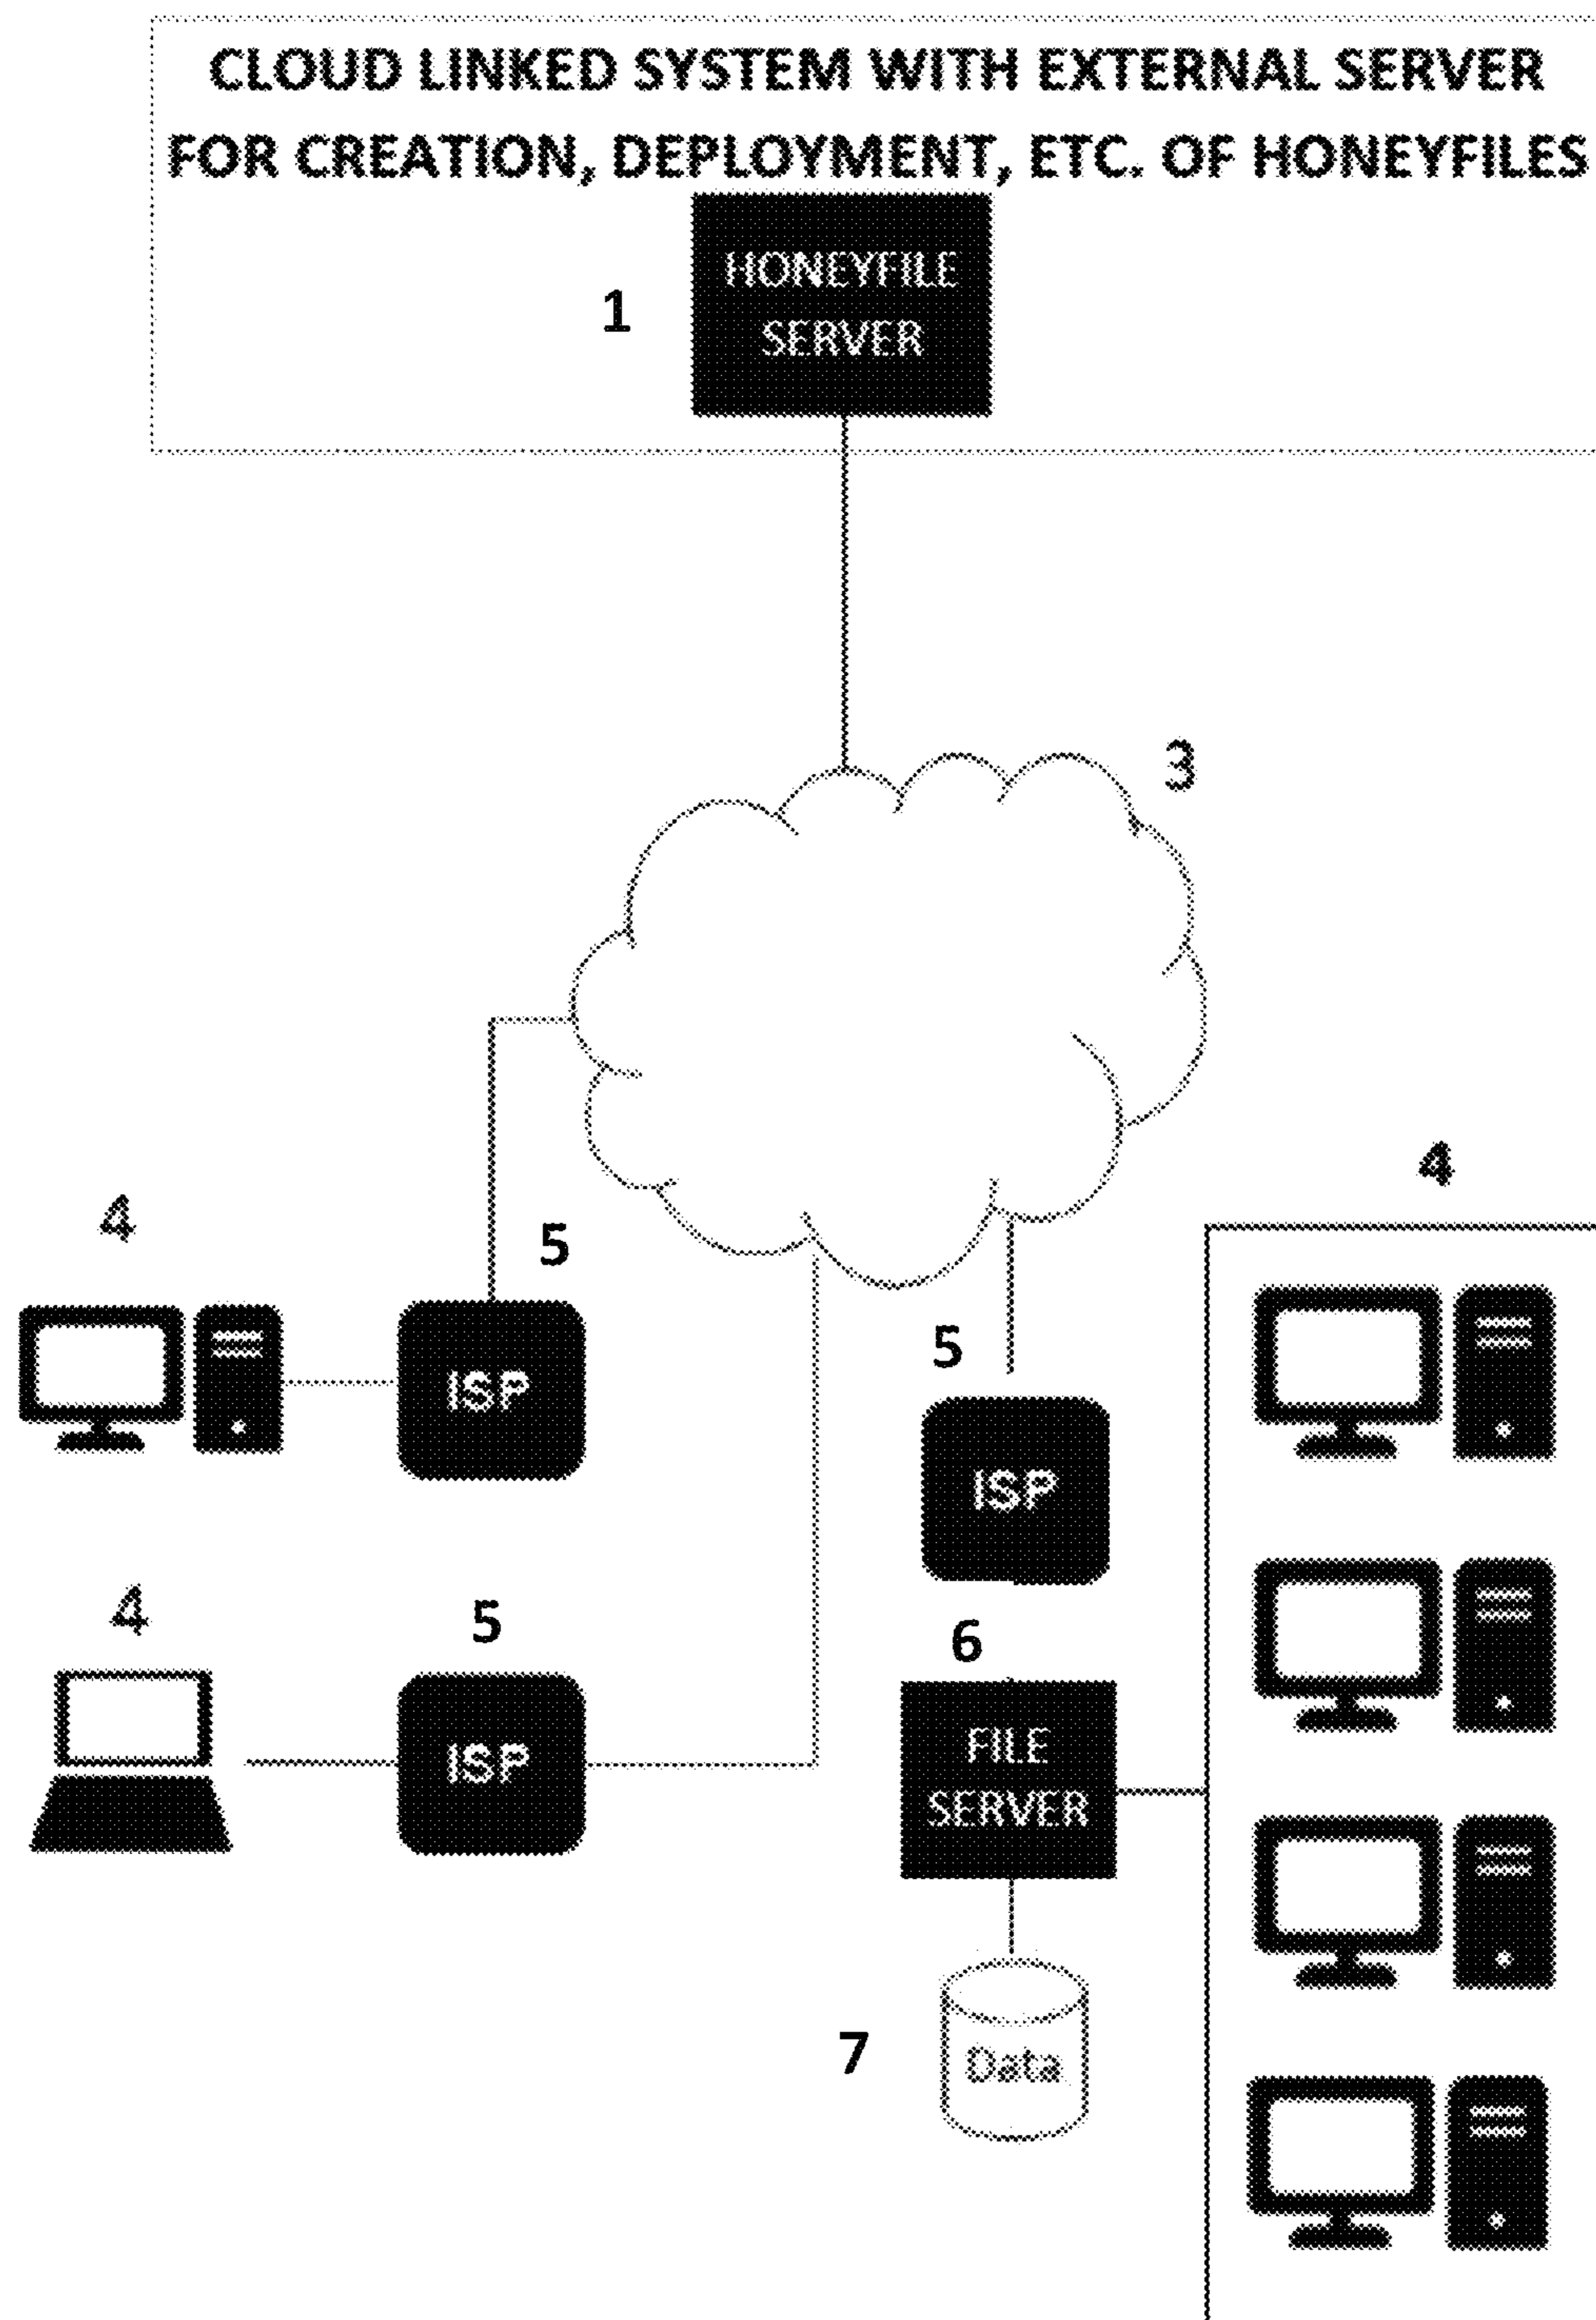 CLOUD LINKED SYSTEM WITH EXTERNAL SERVER
FOR CREATION, DEPLOYMENT, ETC. OF HONEYFILES
HONEYFILE
SERVER
1
3
4
4
5
ISP
5
ISP
4
5
ISP
6
FILE
SERVER
7
Data